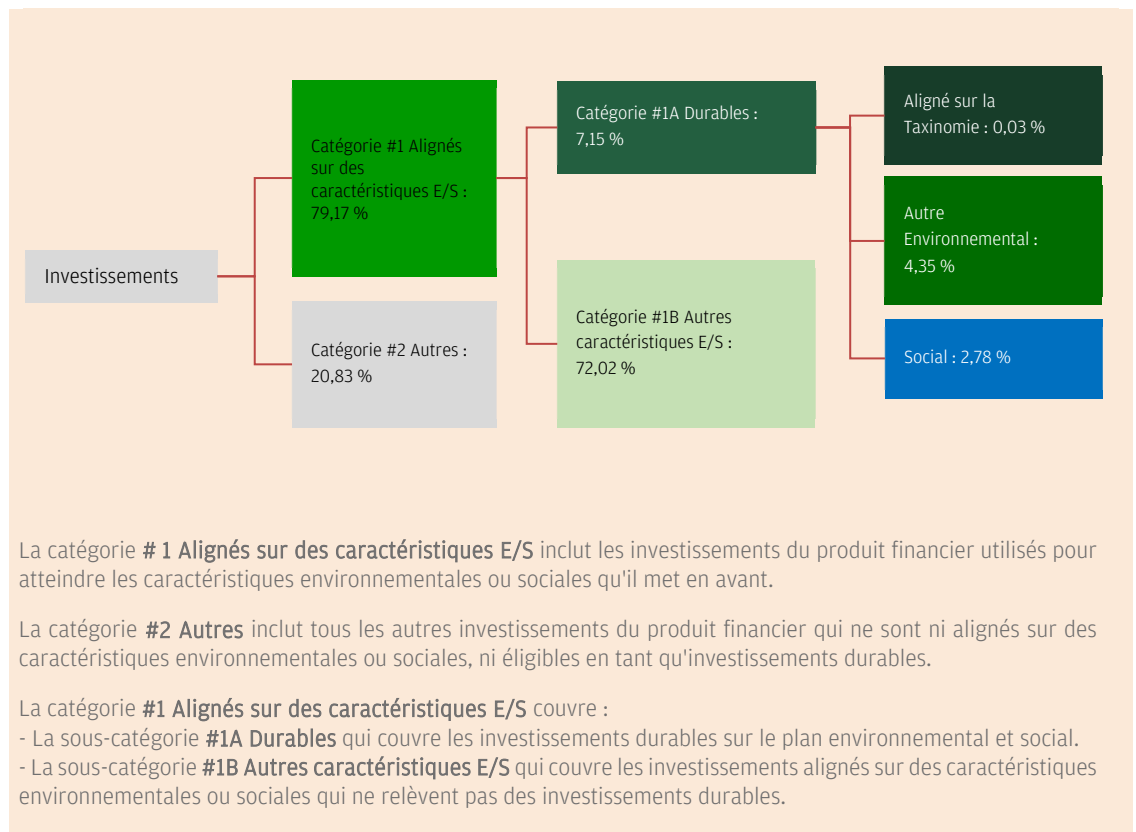 Investissements
Catégorie #1 Alignés
sur des
caractéristiques E/S :
79,17 %
Catégorie #2 Autres :
20,83 %
Catégorie #1A Durables :
7,15 %
Catégorie #1B Autres
caractéristiques E/S :
72,02 %
Aligné sur la
Taxinomie : 0,03 %
Autre
Environnemental :
4,35 %
Social : 2,78 %
La catégorie # 1 Alignés sur des caractéristiques E/S inclut les investissements du produit financier utilisés pour
atteindre les caractéristiques environnementales ou sociales qu'il met en avant.
La catégorie #2 Autres inclut tous les autres investissements du produit financier qui ne sont ni alignés sur des
caractéristiques environnementales ou sociales, ni éligibles en tant qu'investissements durables.
La catégorie #1 Alignés sur des caractéristiques E/S couvre :
- La sous-catégorie #1A Durables qui couvre les investissements durables sur le plan environnemental et social.
- La sous-catégorie #1B Autres caractéristiques E/S qui couvre les investissements alignés sur des caractéristiques
environnementales ou sociales qui ne relèvent pas des investissements durables.